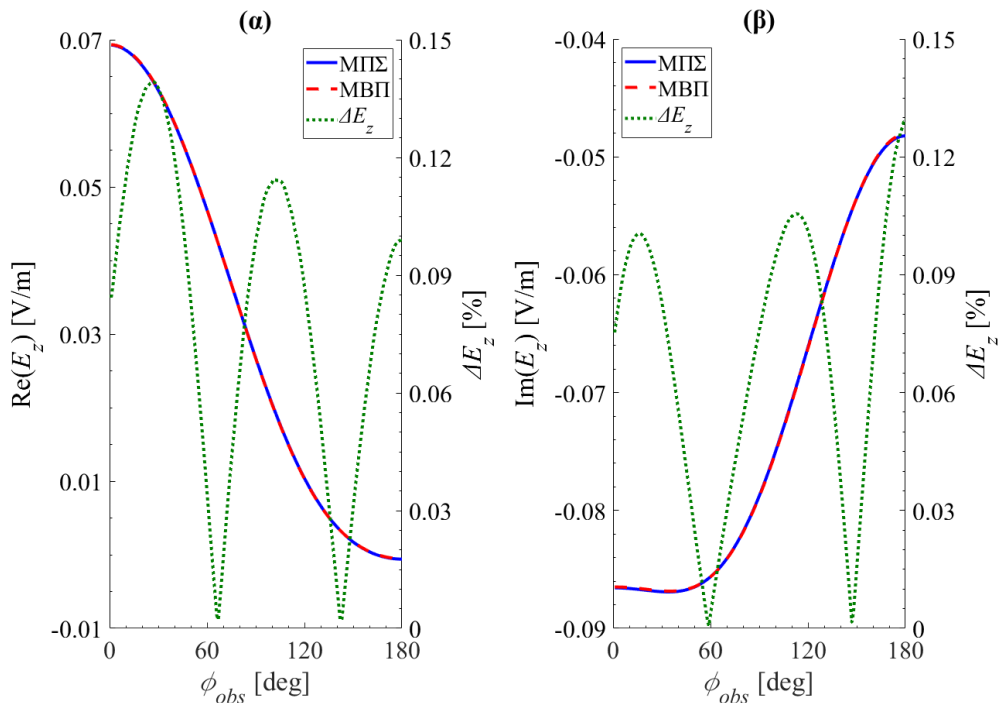 (α)
0.07
0.05
0.03
0.01
-0.01
Re(E_z) [V/m]
0.15
0.12
0.09
0.06
0.03
0
ΔE_z [%]
ΜΠΣ
ΜΒΠ
ΔE_z
0
60
120
180
ϕ_obs [deg]
(β)
-0.04
-0.05
-0.06
-0.07
-0.08
-0.09
Im(E_z) [V/m]
0.15
0.12
0.09
0.06
0.03
0
ΔE_z [%]
ΜΠΣ
ΜΒΠ
ΔE_z
0
60
120
180
ϕ_obs [deg]